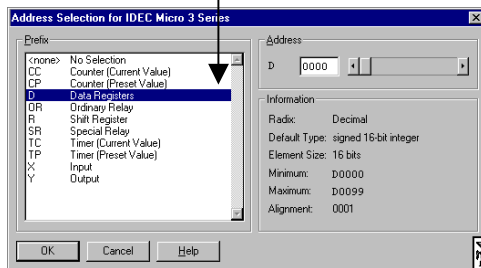 Address Selection for IDEC Micro 3 Series
Prefix
<none> No Selection
CC Counter (Current Value)
CP Counter (Preset Value)
D Data Registers
OR Ordinary Relay
R Shift Register
SR Special Relay
TC Timer (Current Value)
TP Timer (Preset Value)
X Input
Y Output
Address
D 0000
Information
Radix: Decimal
Default Type: signed 16-bit integer
Element Size: 16 bits
Minimum: D0000
Maximum: D0099
Alignment: 0001
OK Cancel Help